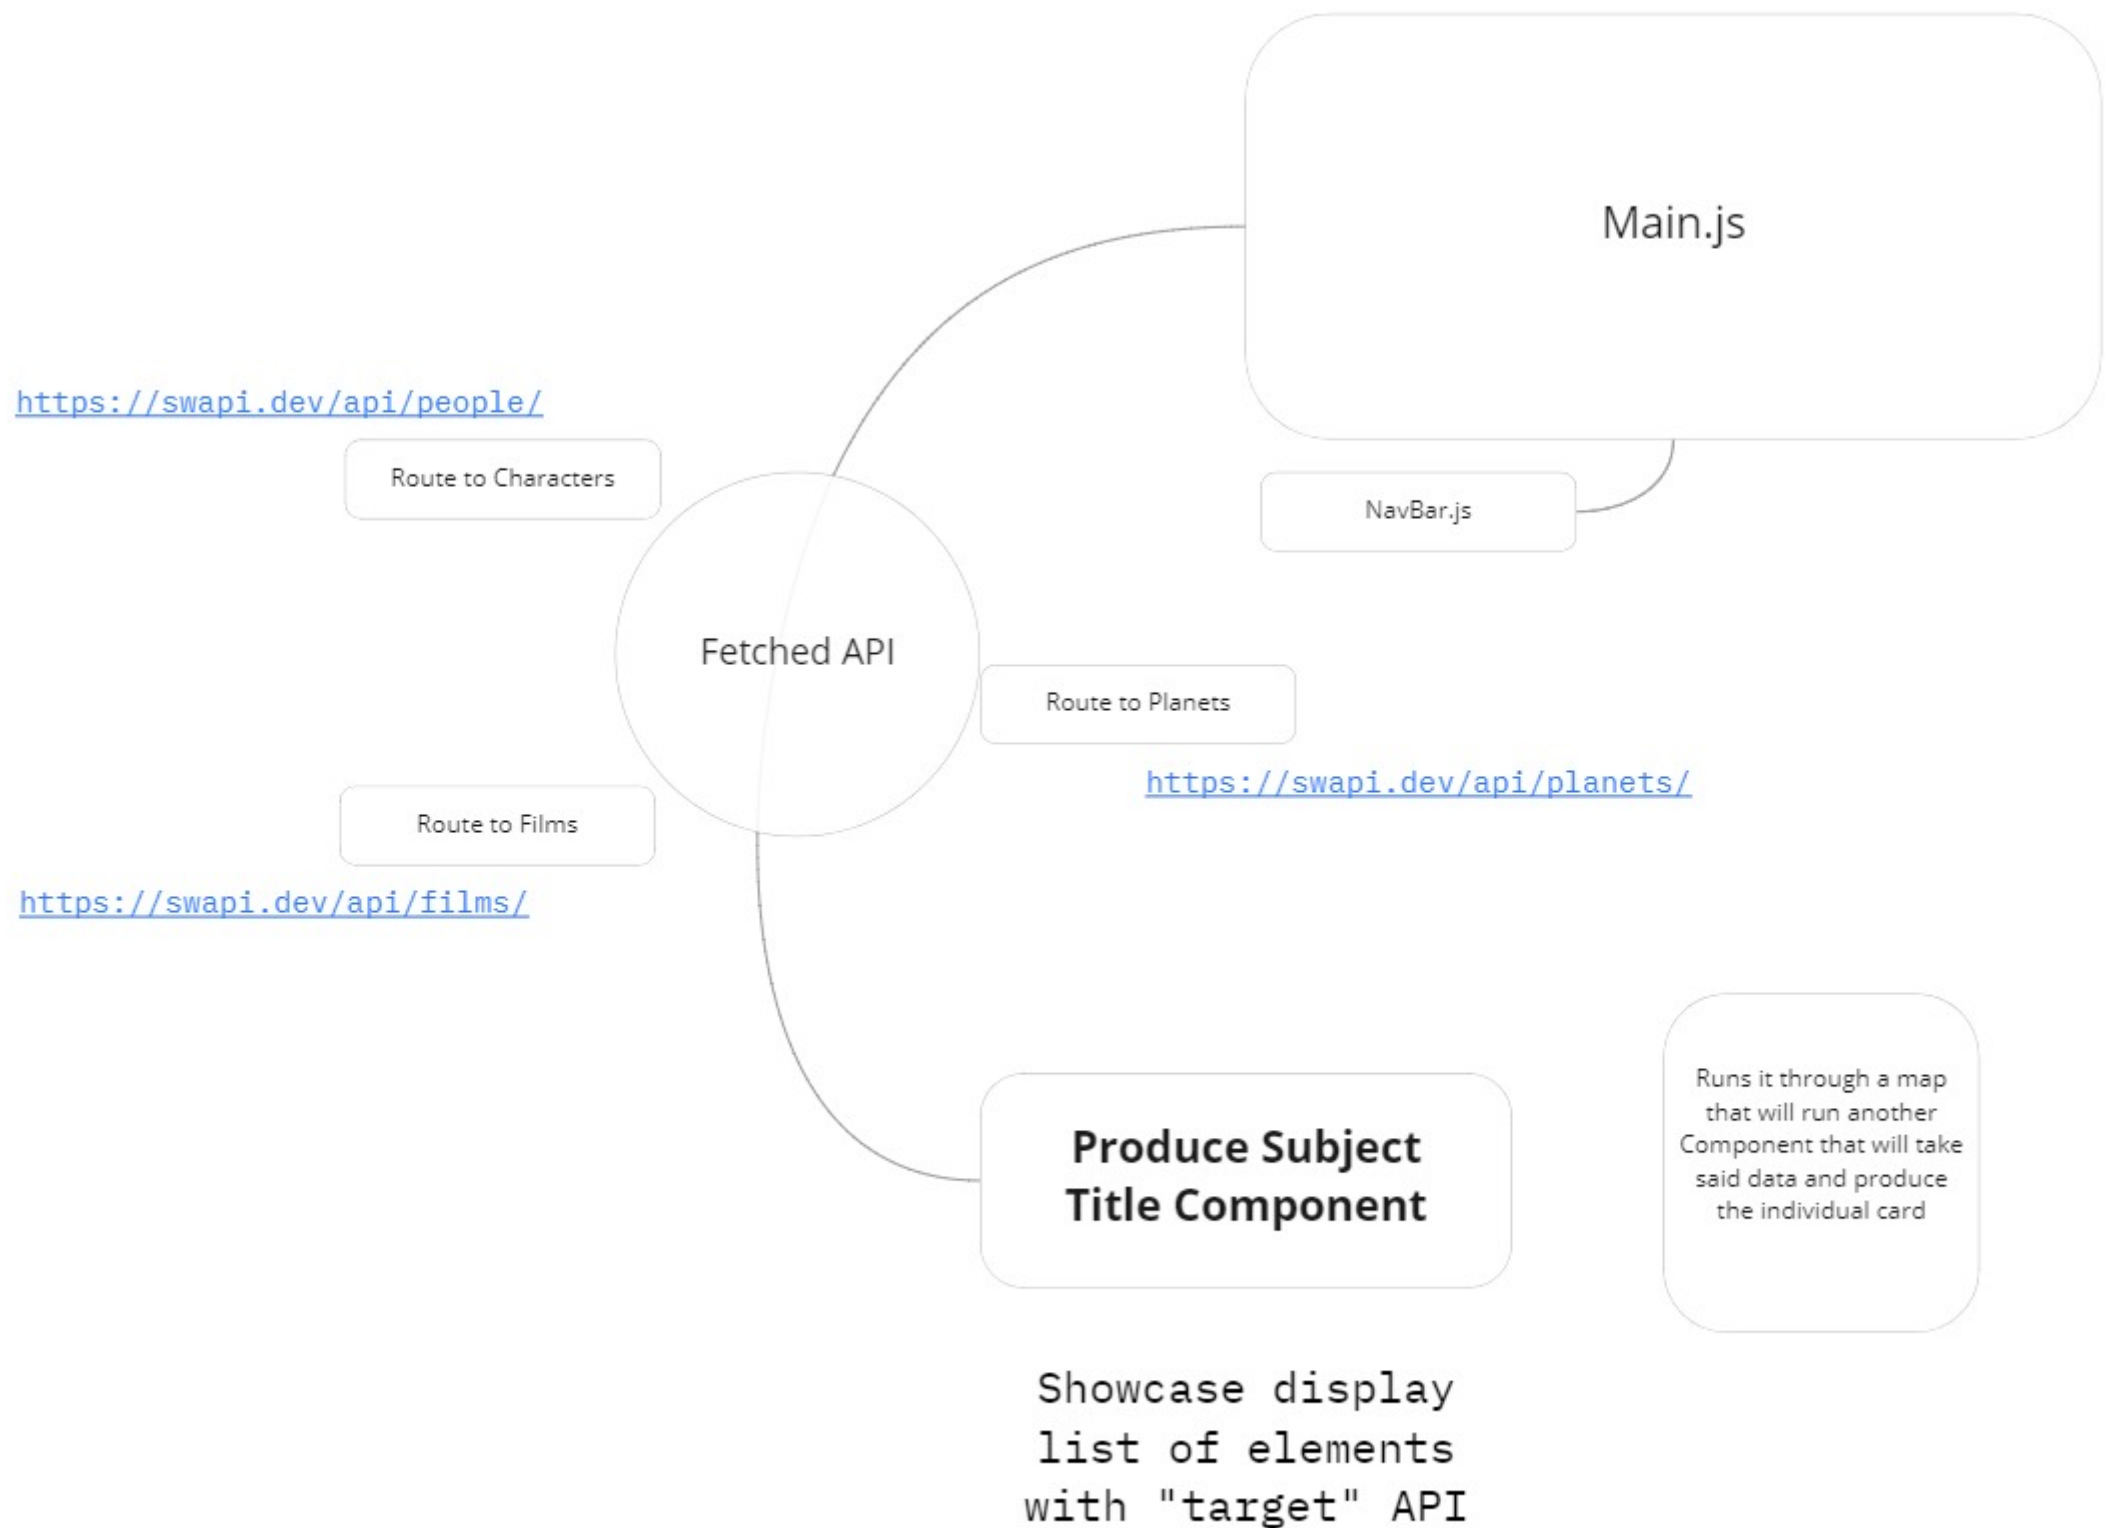 Main.js
https://swapi.dev/api/people/
Route to Characters
NavBar.js
Fetched API
Route to Planets
https://swapi.dev/api/planets/
Route to Films
https://swapi.dev/api/films/
Produce Subject
Title Component
Runs it through a map
that will run another
Component that will take
said data and produce
the individual card
Showcase display
list of elements
with "target" API